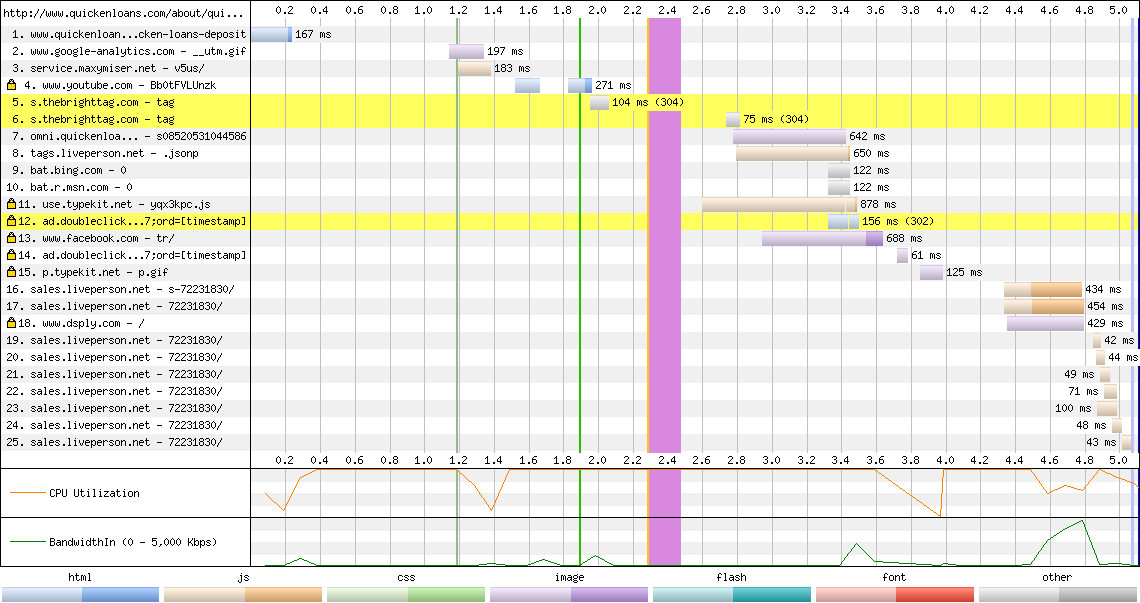 http://www.quickenloans.com/about/qui...
0.2 0.4 0.6 0.8 1.0 1.2 1.4 1.6 1.8 2.0 2.2 2.4 2.6 2.8 3.0 3.2 3.4 3.6 3.8 4.0 4.2 4.4 4.6 4.8 5.0
1. www.quickenloan...cken-loans-deposit 167 ms
2. www.google-analytics.com - __utm.gif 197 ms
3. service.maxymiser.net - v5us/ 183 ms
4. www.youtube.com - Bb0tFVLUnzk 271 ms
5. s.thebrighttag.com - tag 104 ms (304)
6. s.thebrighttag.com - tag 75 ms (304)
7. omni.quickenloa... - s08520531044586 642 ms
8. tags.liveperson.net - .jsonp 650 ms
9. bat.bing.com - 0 122 ms
10. bat.r.msn.com - 0 122 ms
11. use.typekit.net - yqx3kpc.js 878 ms
12. ad.doubleclick...7;ord=[timestamp] 156 ms (302)
13. www.facebook.com - tr/ 688 ms
14. ad.doubleclick...7;ord=[timestamp] 61 ms
15. p.typekit.net - p.gif 125 ms
16. sales.liveperson.net - s-72231830/ 434 ms
17. sales.liveperson.net - 72231830/ 454 ms
18. www.dsply.com - / 429 ms
19. sales.liveperson.net - 72231830/ 42 ms
20. sales.liveperson.net - 72231830/ 44 ms
21. sales.liveperson.net - 72231830/ 49 ms
22. sales.liveperson.net - 72231830/ 71 ms
23. sales.liveperson.net - 72231830/ 100 ms
24. sales.liveperson.net - 72231830/ 48 ms
25. sales.liveperson.net - 72231830/ 43 ms
0.2 0.4 0.6 0.8 1.0 1.2 1.4 1.6 1.8 2.0 2.2 2.4 2.6 2.8 3.0 3.2 3.4 3.6 3.8 4.0 4.2 4.4 4.6 4.8 5.0
CPU Utilization
BandwidthIn (0 - 5,000 Kbps)
html js css image flash font other